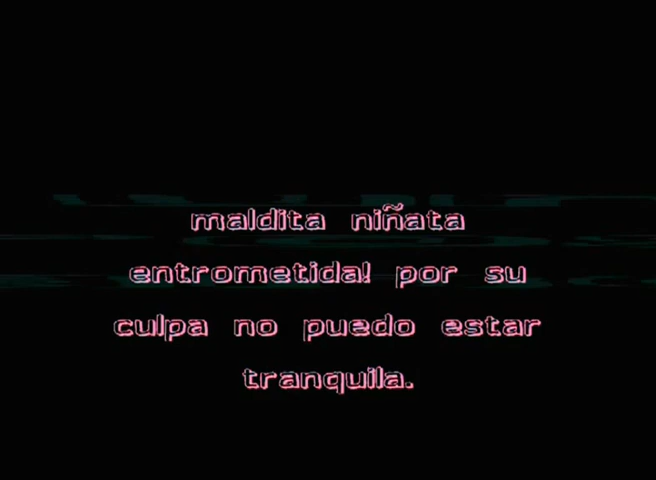 maldita niñata
entrometida! por su
culpa no puedo estar
tranquila.